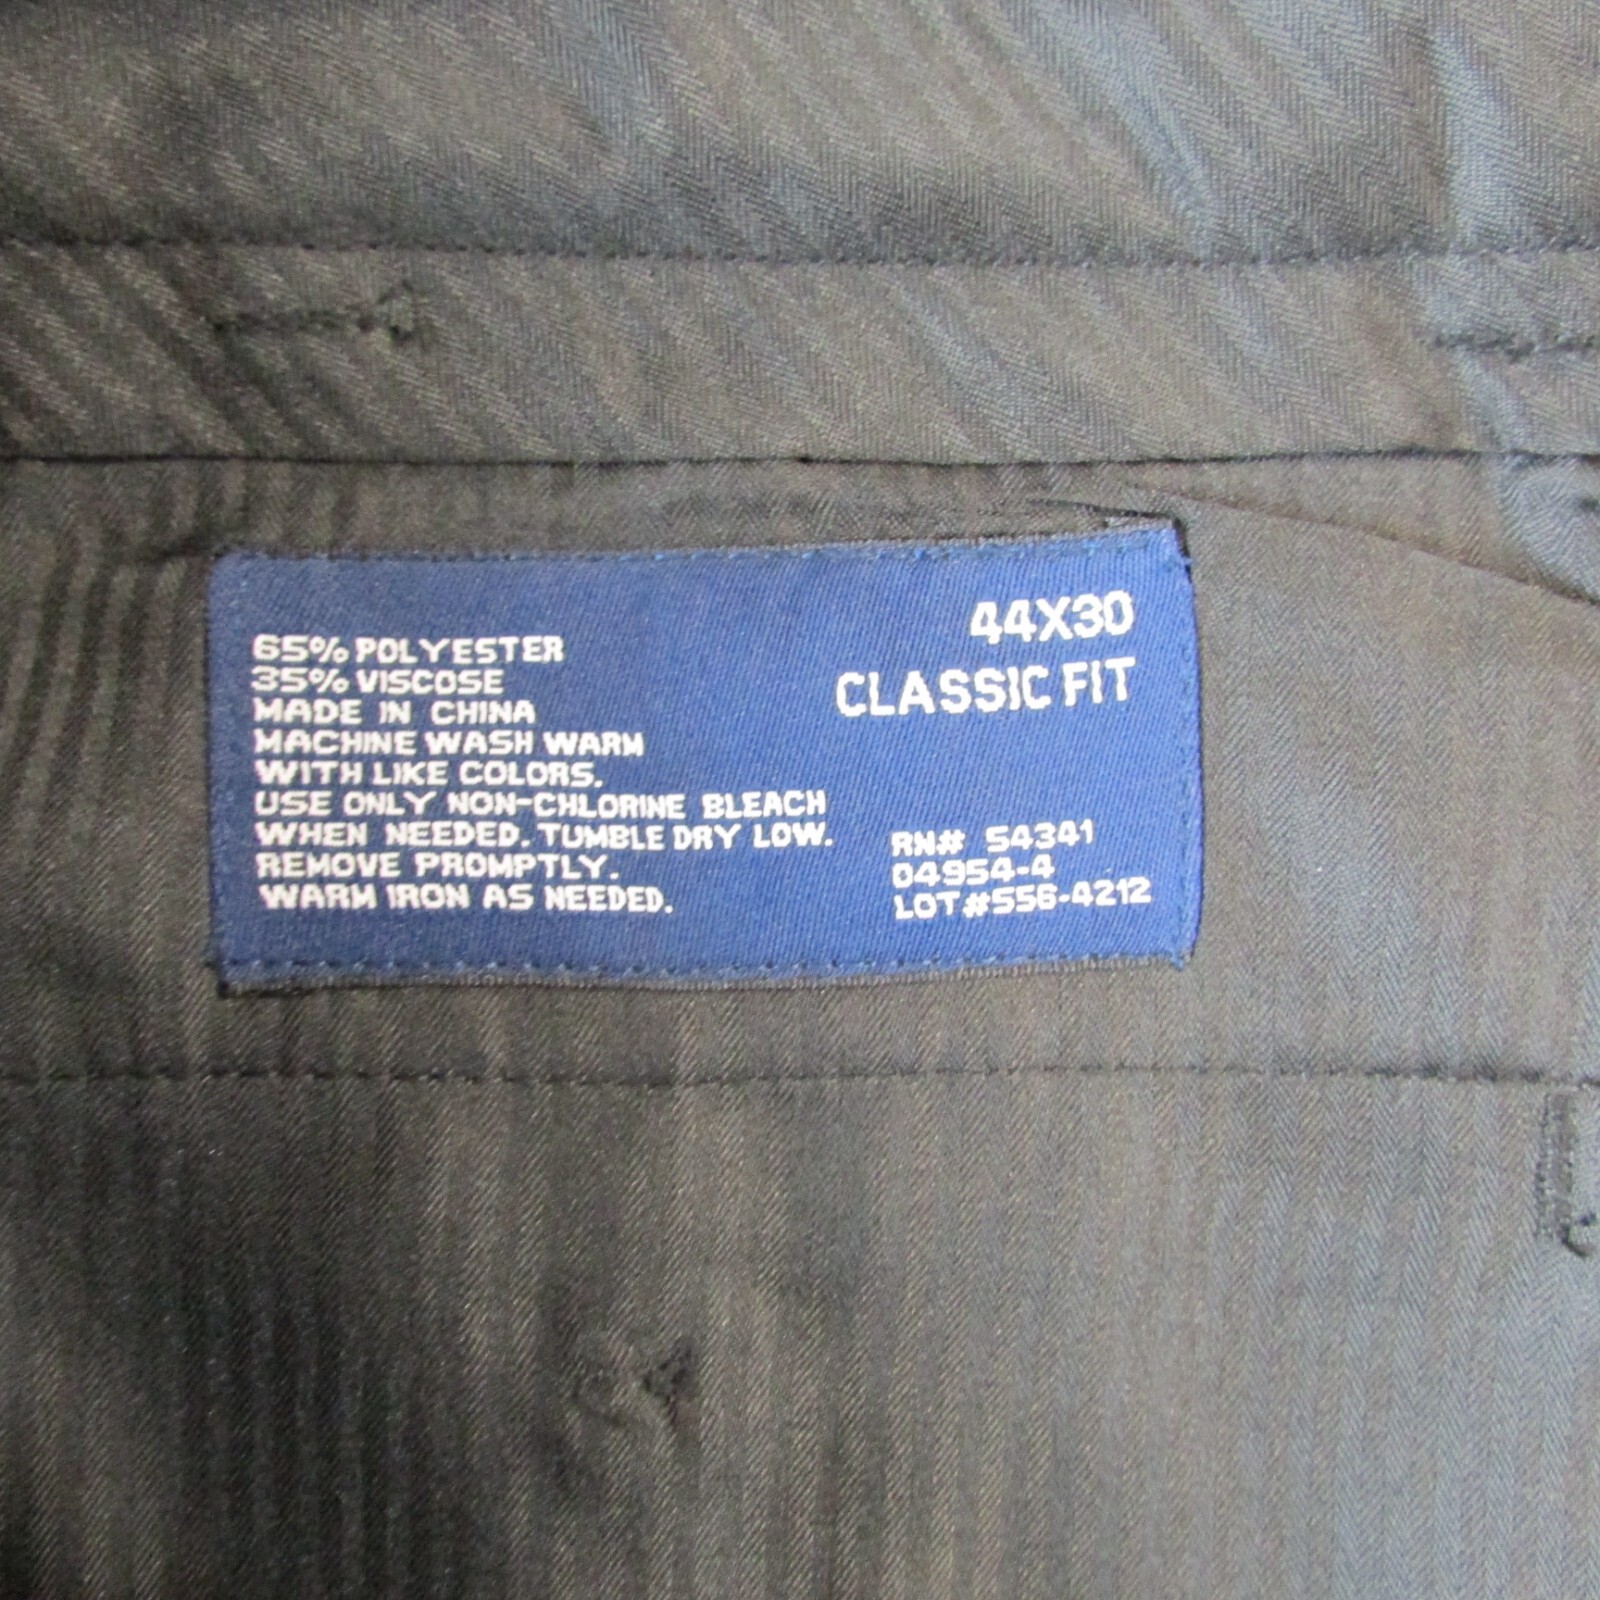 65% POLYESTER
35% VISCOSE
MADE IN CHINA
MACHINE WASH WARM
WITH LIKE COLORS.
USE ONLY NON-CHLORINE BLEACH
WHEN NEEDED. TUMBLE DRY LOW.
REMOVE PROMPTLY.
WARM IRON AS NEEDED.
44X30
CLASSIC FIT
RN# 54341
04954-4
LOT#556-4212